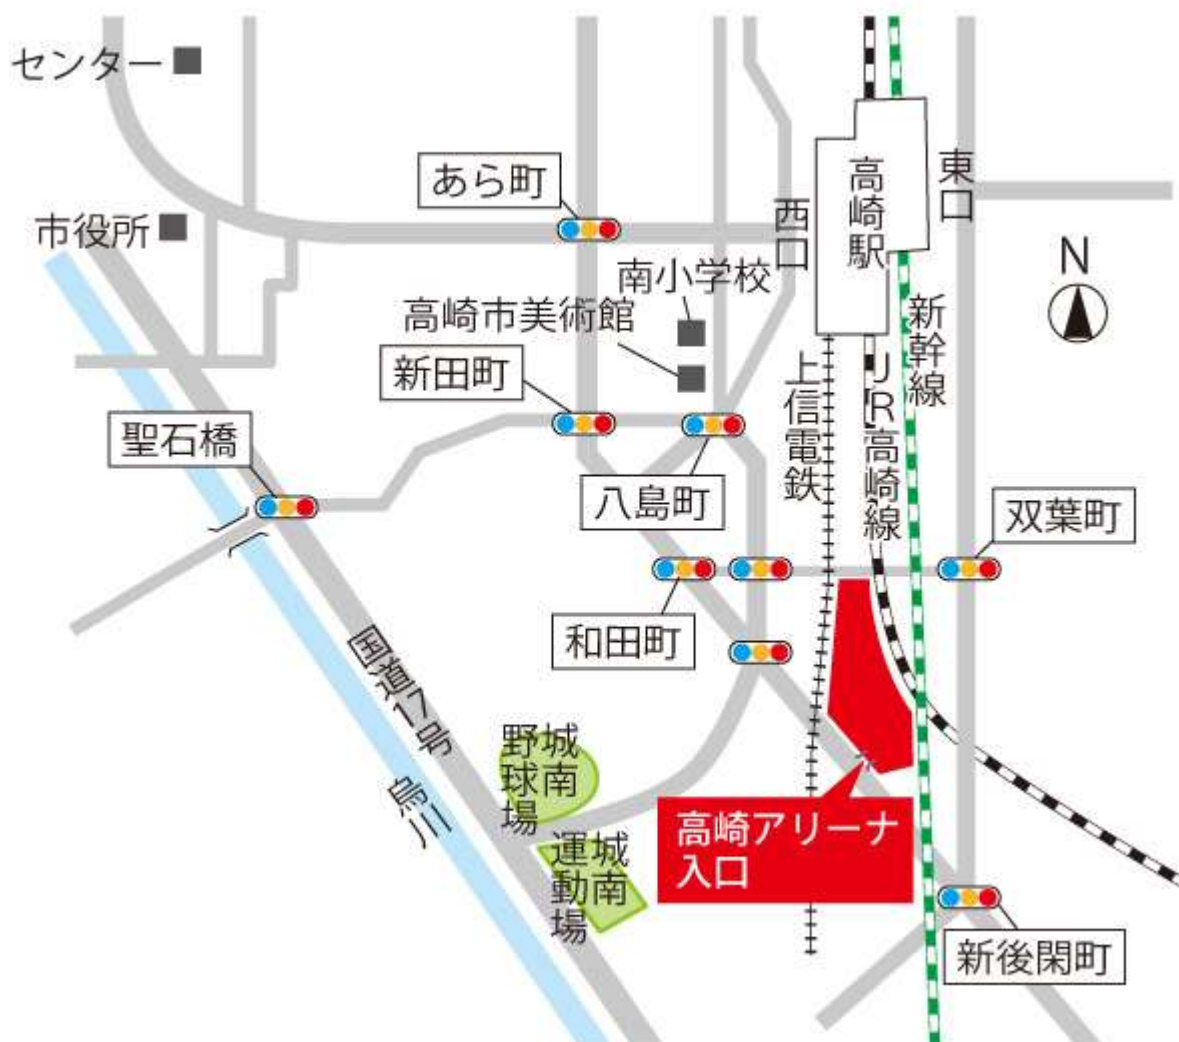 センター
あら町
東口
高崎駅
西口
市役所
N
南小学校
高崎市美術館
新幹線
新田町
上信電鉄
JR高崎線
聖石橋
八島町
双葉町
和田町
国道17号
城南
野球場
烏川
高崎アリーナ
入口
城南
運動場
新後閑町